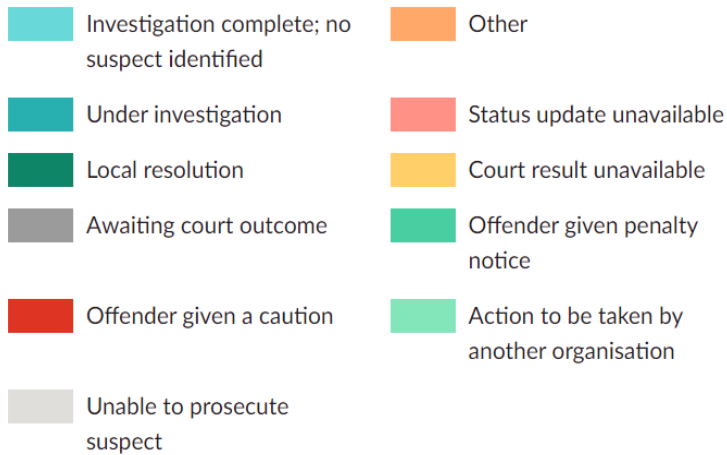 Investigation complete; no
suspect identified
Other
Under investigation
Status update unavailable
Local resolution
Court result unavailable
Awaiting court outcome
Offender given penalty
notice
Offender given a caution
Action to be taken by
another organisation
Unable to prosecute
suspect